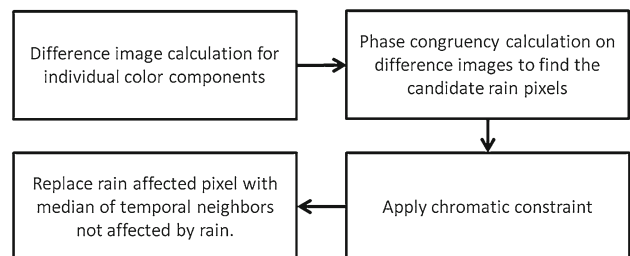 Difference image calculation for
individual color components
Phase congruency calculation on
difference images to find the
candidate rain pixels
Apply chromatic constraint
Replace rain affected pixel with
median of temporal neighbors
not affected by rain.